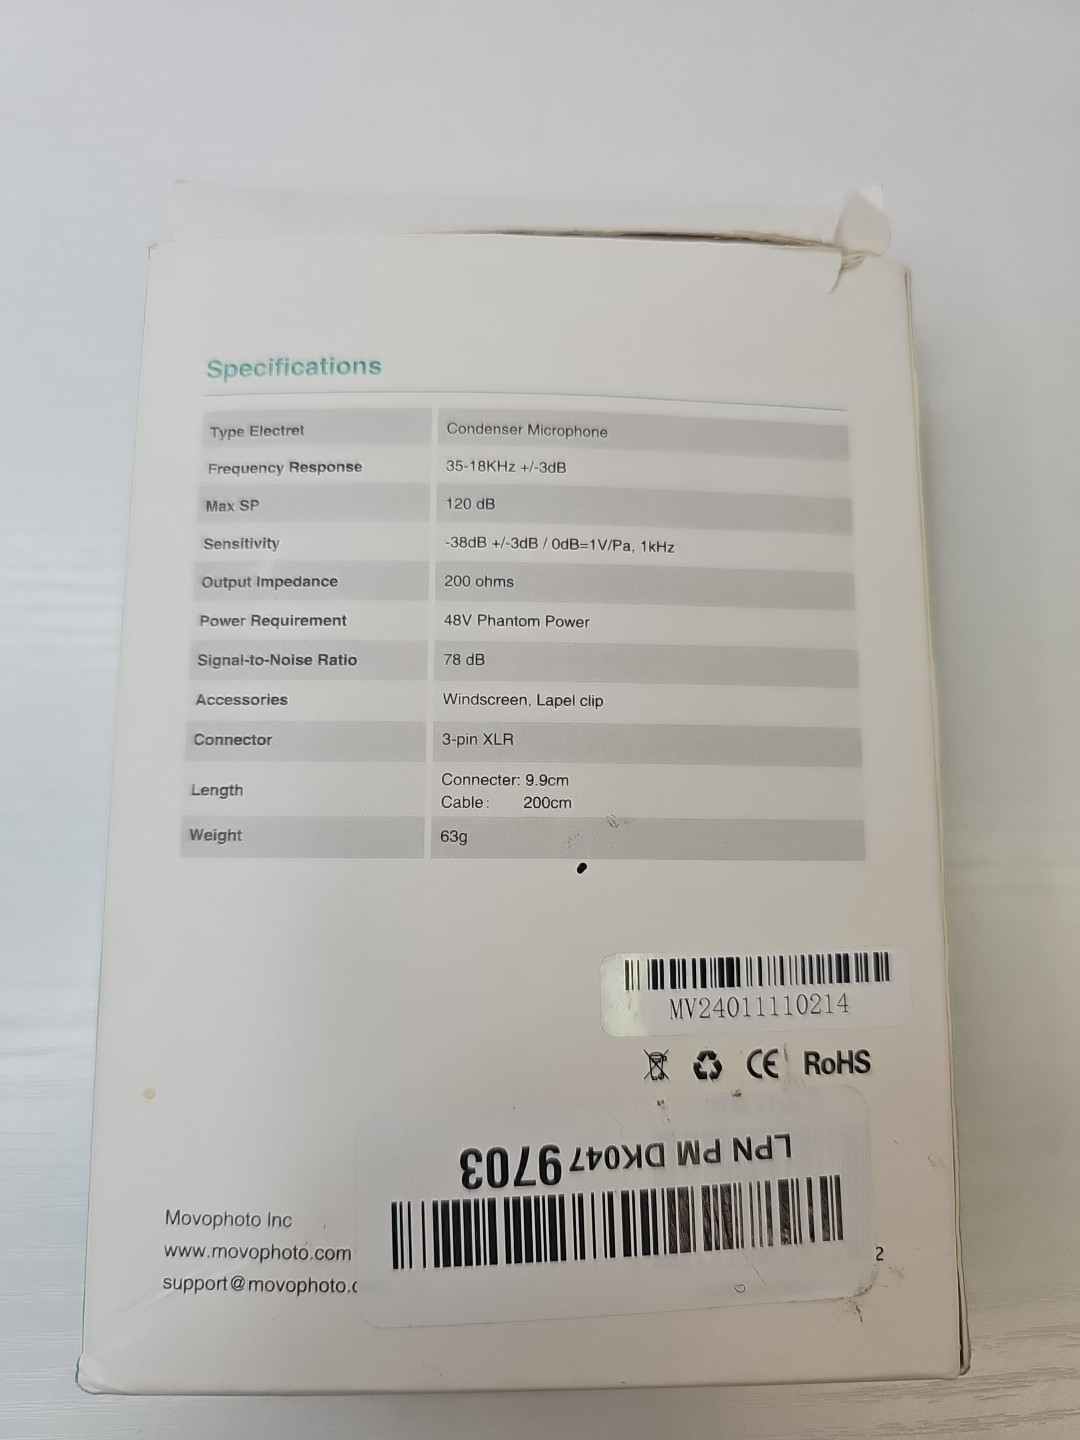 Specifications
Type Electret Condenser Microphone
Frequency Response 35-18KHz +/-3dB
Max SP 120 dB
Sensitivity -38dB +/-3dB / 0dB=1V/Pa, 1kHz
Output Impedance 200 ohms
Power Requirement 48V Phantom Power
Signal-to-Noise Ratio 78 dB
Accessories Windscreen, Lapel clip
Connector 3-pin XLR
Length Connecter: 9.9cm
Cable: 200cm
Weight 63g
MV24011110214
CE RoHS
LPN PM DK047 9703
Movophoto Inc
www.movophoto.com
support@movophoto.c
2